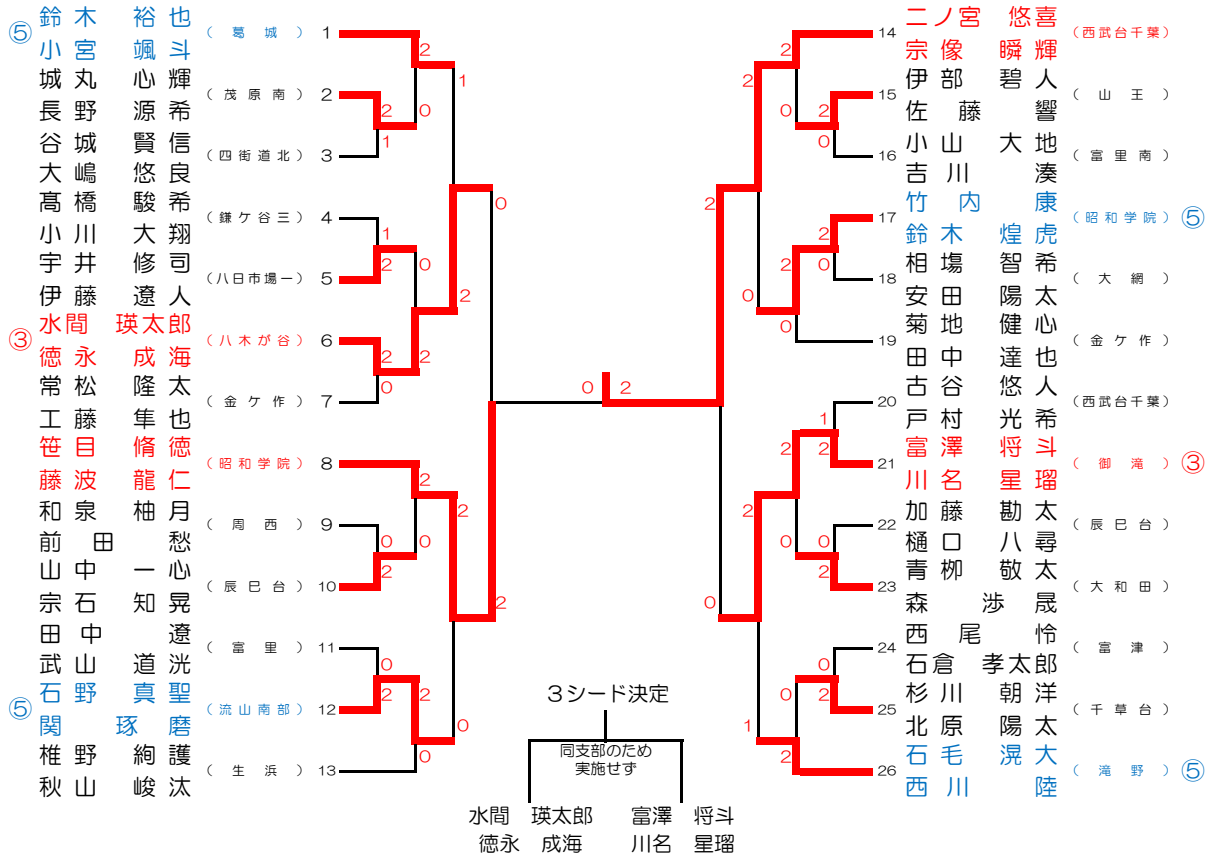 ⑤ 鈴木 裕也
小宮 颯斗 (葛城) 1
城丸 心輝
長野 源希 (茂原南) 2
谷城 賢信
大嶋 悠良 (四街道北) 3
髙橋 駿希
小川 大翔 (鎌ケ谷三) 4
宇井 修司
伊藤 遼人 (八日市場一) 5
③ 水間 瑛太郎
徳永 成海 (八木が谷) 6
常松 隆太
工藤 隼也 (金ケ作) 7
笹目 脩徳
藤波 龍仁 (昭和学院) 8
和泉 柚月
前田 愁 (周西) 9
山中 一心
宗石 知晃 (辰巳台) 10
田中 遼
武山 道洸 (富里) 11
⑤ 石野 真聖
関 琢磨 (流山南部) 12
椎野 絢護
秋山 峻汰 (生浜) 13
2
1
0
2
1
1
0
2
2
2
2
0
0
2
0
0
2
2
2
0
2
2
0
0
0 2
14 二ノ宮 悠喜
宗像 瞬輝 (西武台千葉)
15 伊部 碧人
佐藤 響 (山王)
16 小山 大地
吉川 湊 (富里南)
17 竹内 康
鈴木 煌虎 (昭和学院) ⑤
18 相塲 智希
安田 陽太 (大網)
19 菊地 健心
田中 達也 (金ケ作)
20 古谷 悠人
戸村 光希 (西武台千葉)
21 富澤 将斗
川名 星瑠 (御滝) ③
22 加藤 勘太
樋口 八尋 (辰巳台)
23 青栁 敬太
森 渉晟 (大和田)
24 西尾 怜
石倉 孝太郎 (富津)
25 杉川 朝洋
北原 陽太 (千草台)
26 石毛 滉大
西川 陸 (滝野) ⑤
2
2
2
0
0
2
2
2
0
0
0
1
2
2
0
0
2
0
0
0
2
1
2
3シード決定
同支部のため
実施せず
水間 瑛太郎 富澤 将斗
徳永 成海 川名 星瑠